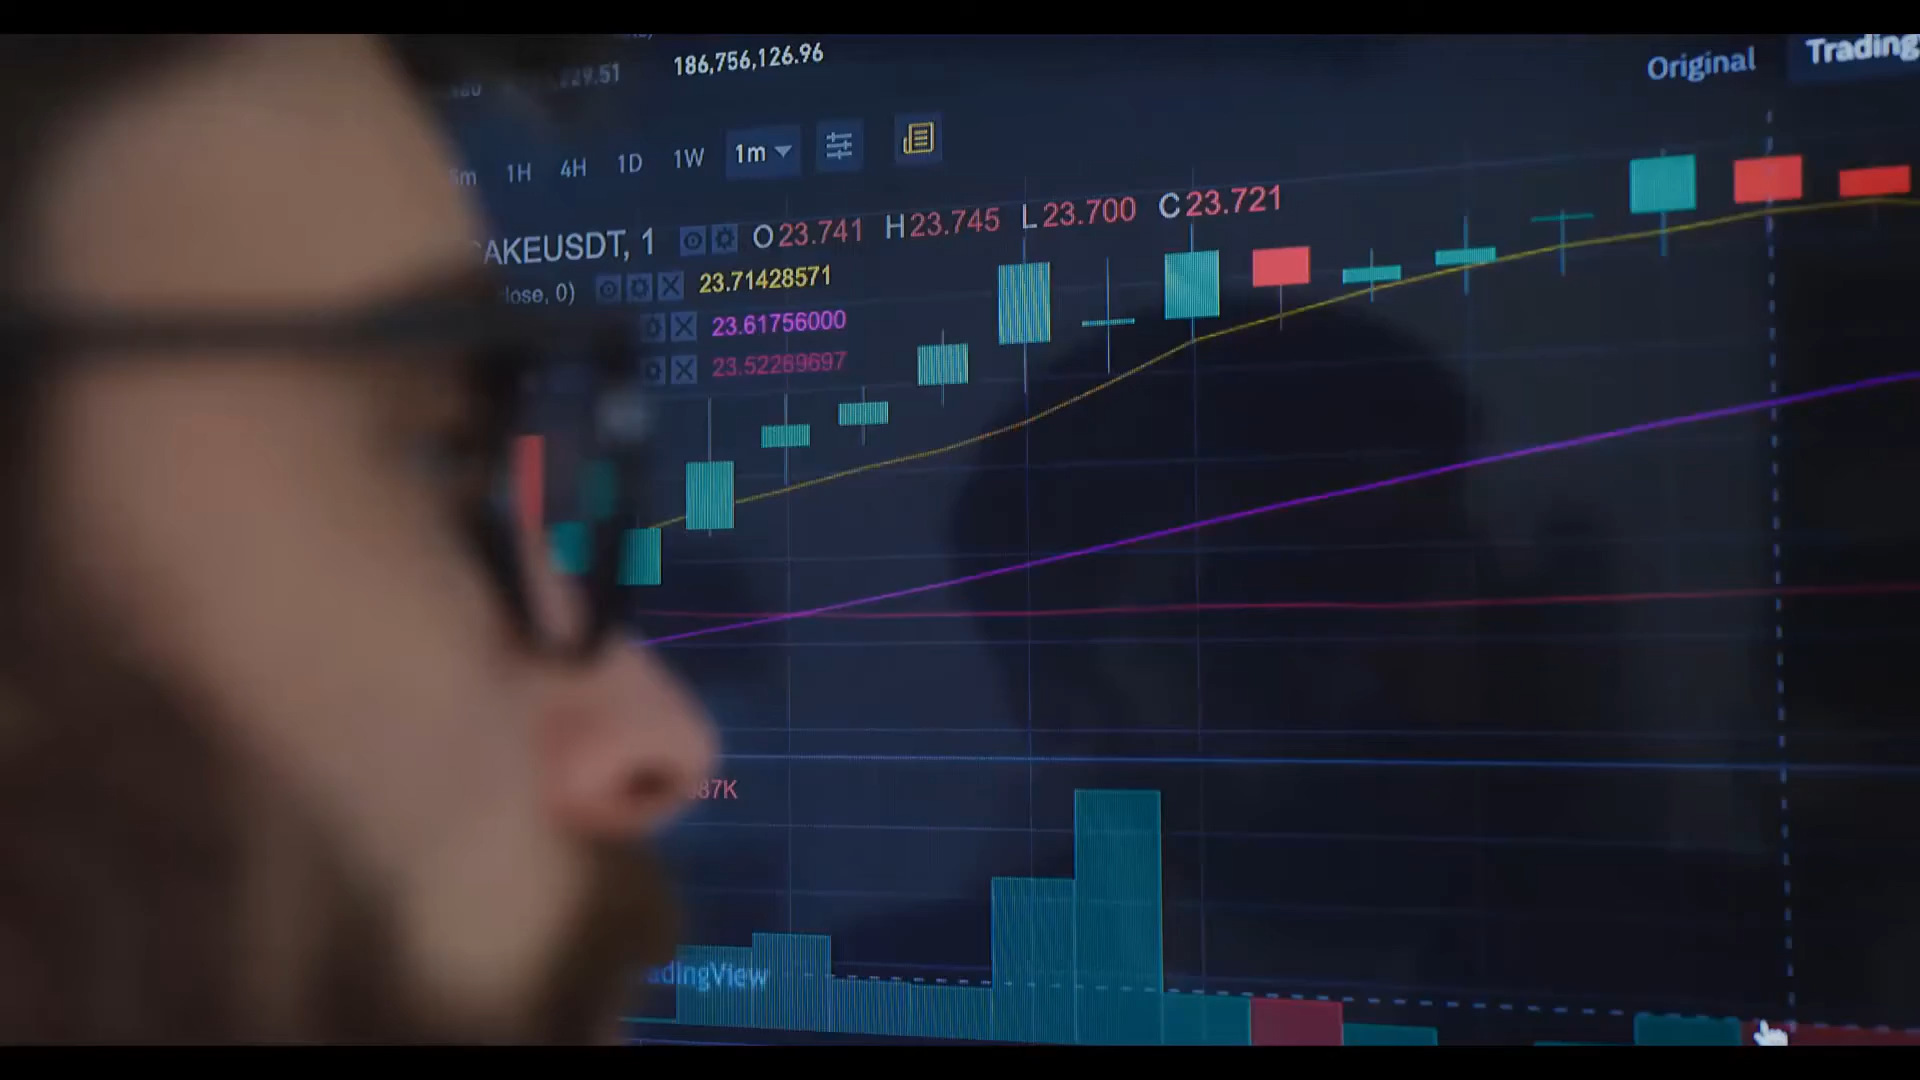 186,756,126.96
Original Trading
1H 4H 1D 1W 1m
AKEUSDT, 1 O23.741 H23.745 L23.700 C23.721
lose, 0) 23.71428571
23.61756000
23.52269697
87K
adingView